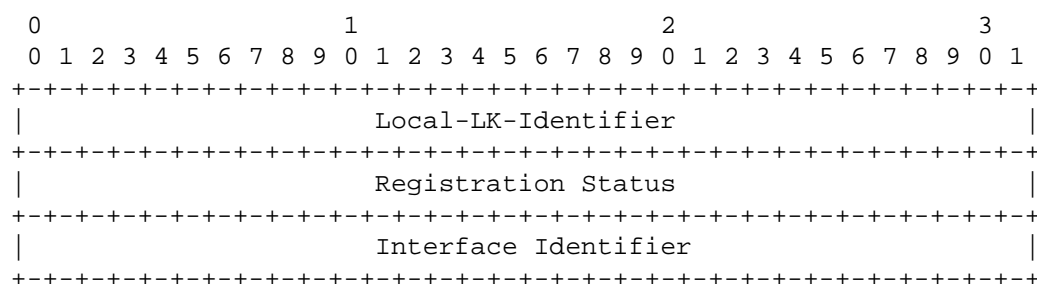 0                   1                   2                   3
 0 1 2 3 4 5 6 7 8 9 0 1 2 3 4 5 6 7 8 9 0 1 2 3 4 5 6 7 8 9 0 1
+-+-+-+-+-+-+-+-+-+-+-+-+-+-+-+-+-+-+-+-+-+-+-+-+-+-+-+-+-+-+-+-+
|                      Local-LK-Identifier                      |
+-+-+-+-+-+-+-+-+-+-+-+-+-+-+-+-+-+-+-+-+-+-+-+-+-+-+-+-+-+-+-+-+
|                      Registration Status                      |
+-+-+-+-+-+-+-+-+-+-+-+-+-+-+-+-+-+-+-+-+-+-+-+-+-+-+-+-+-+-+-+-+
|                      Interface Identifier                     |
+-+-+-+-+-+-+-+-+-+-+-+-+-+-+-+-+-+-+-+-+-+-+-+-+-+-+-+-+-+-+-+-+